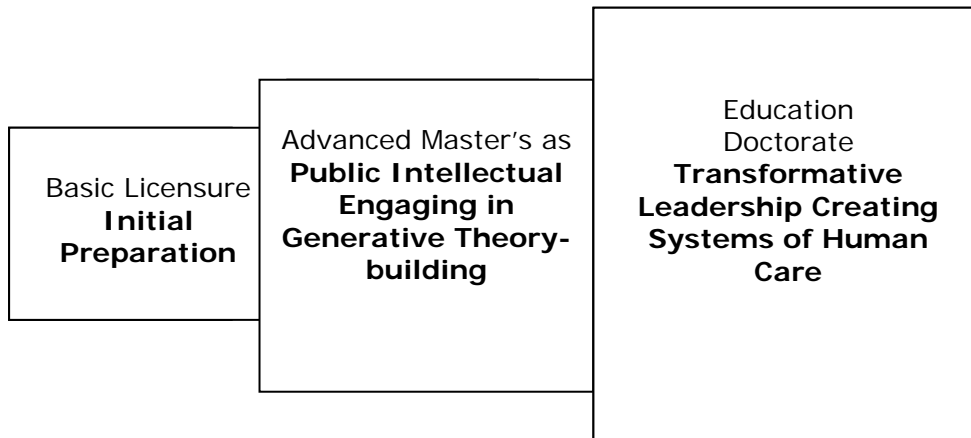 Basic Licensure
Initial
Preparation
Advanced Master's as
Public Intellectual
Engaging in
Generative Theory-
building
Education
Doctorate
Transformative
Leadership Creating
Systems of Human
Care